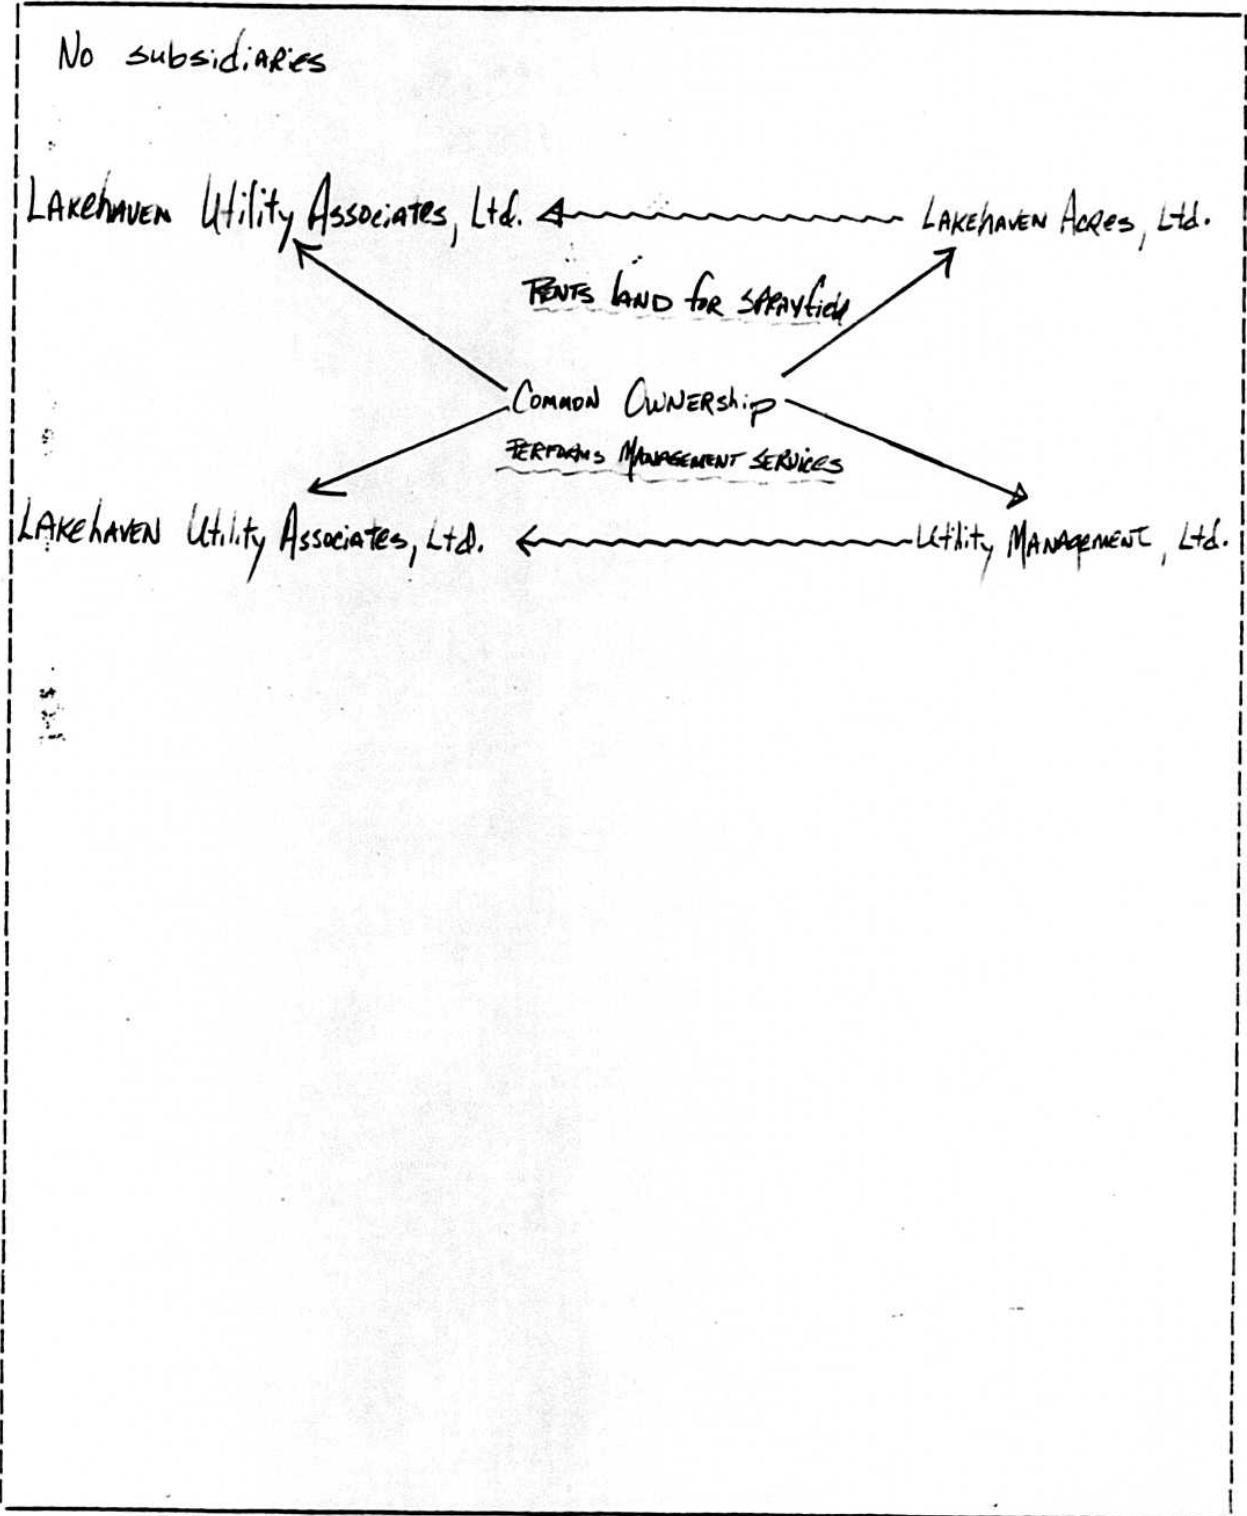 No subsidiaries
Lakehaven Utility Associates, Ltd. Lakehaven Acres, Ltd.
Rents land for sprayfield
Common Ownership
Performs Management Services
Lakehaven Utility Associates, Ltd. Utility Management, Ltd.